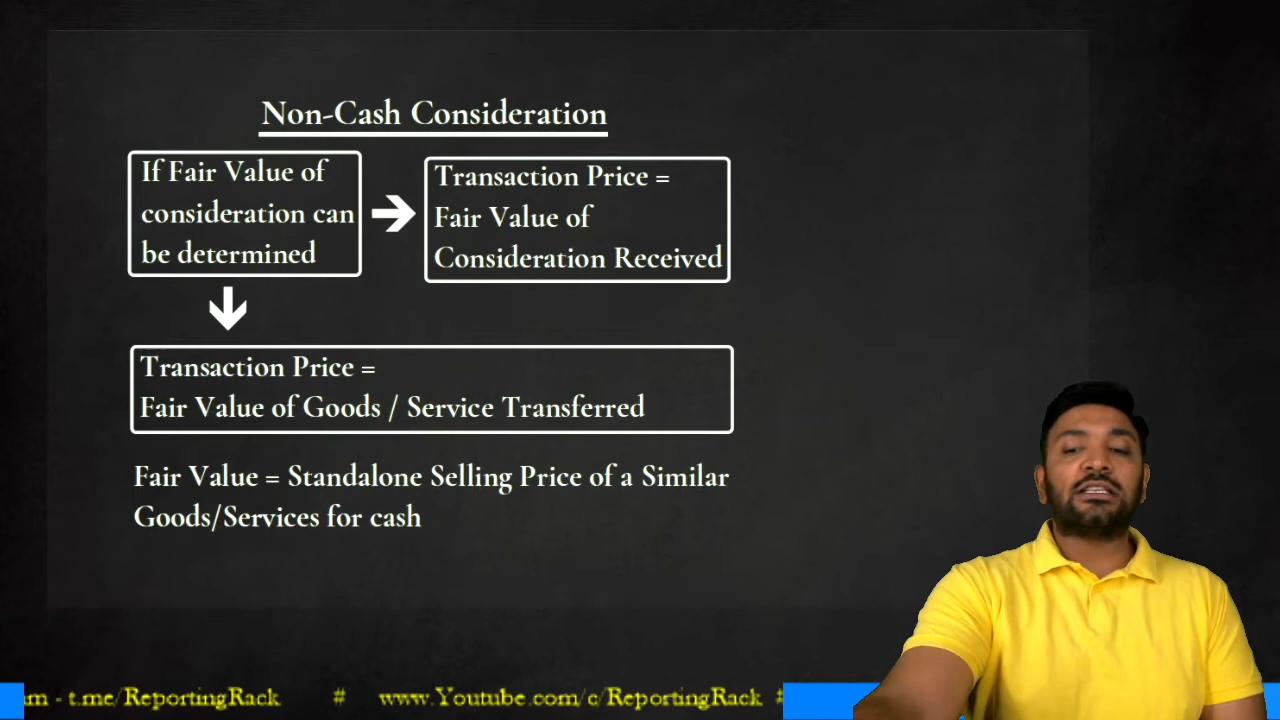 Non-Cash Consideration
If Fair Value of
consideration can
be determined
Transaction Price =
Fair Value of
Consideration Received
Transaction Price =
Fair Value of Goods / Service Transferred
Fair Value = Standalone Selling Price of a Similar
Goods/Services for cash
- t.me/ReportingRack # www.Youtube.com/c/ReportingRack #